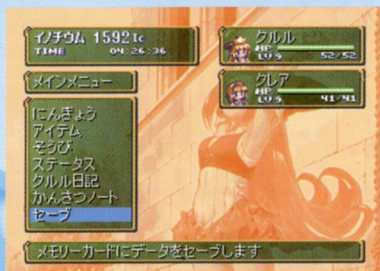 イノチウム 1592Ic
TIME 04:26:36
メインメニュー
にんぎょう
アイテム
そうび
ステータス
クルル日記
かんさつノート
セーブ
クルル
HP
LV 9 52/52
クレア
HP
LV 9 41/41
メモリーカードにデータをセーブします